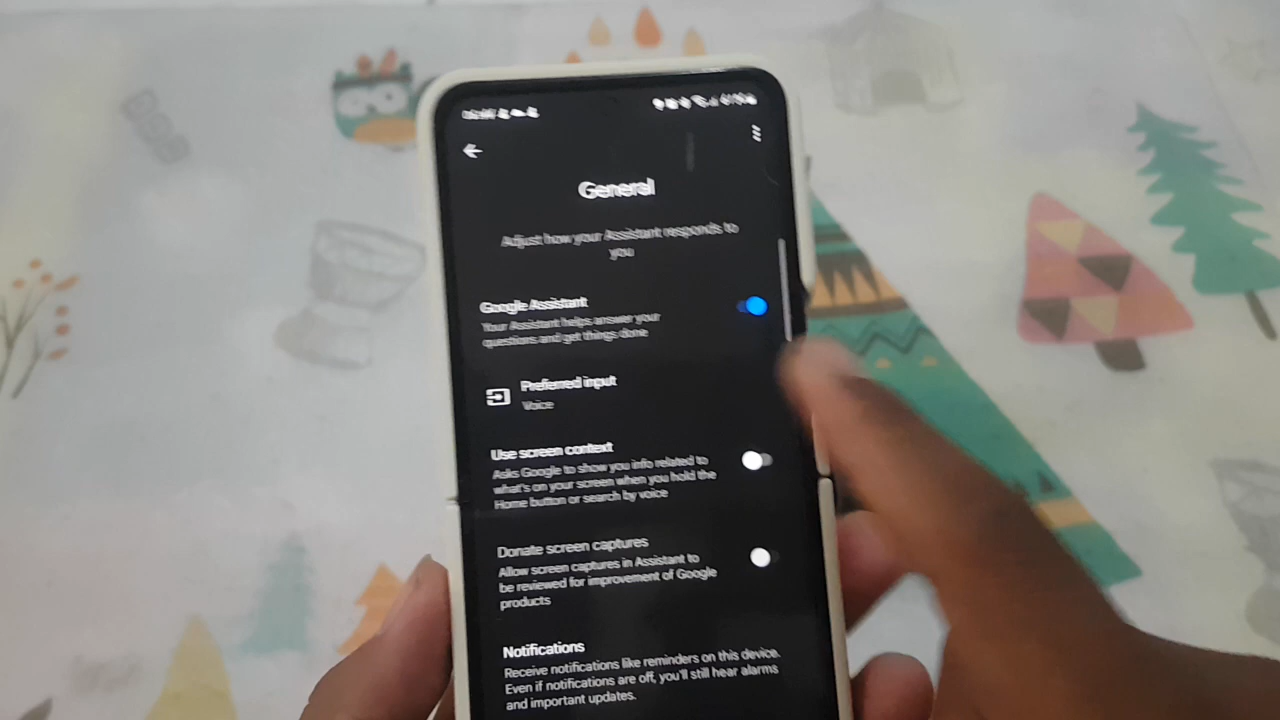 General
Adjust how your Assistant responds to
you
Google Assistant
Your Assistant helps answer your
questions and get things done
Preferred input
Voice
Use screen context
Asks Google to show you info related to
what's on your screen when you hold the
Home button or search by voice
Donate screen captures
Allow screen captures in Assistant to
be reviewed for improvement of Google
products
Notifications
Receive notifications like reminders on this device.
Even if notifications are off, you'll still hear alarms
and important updates.